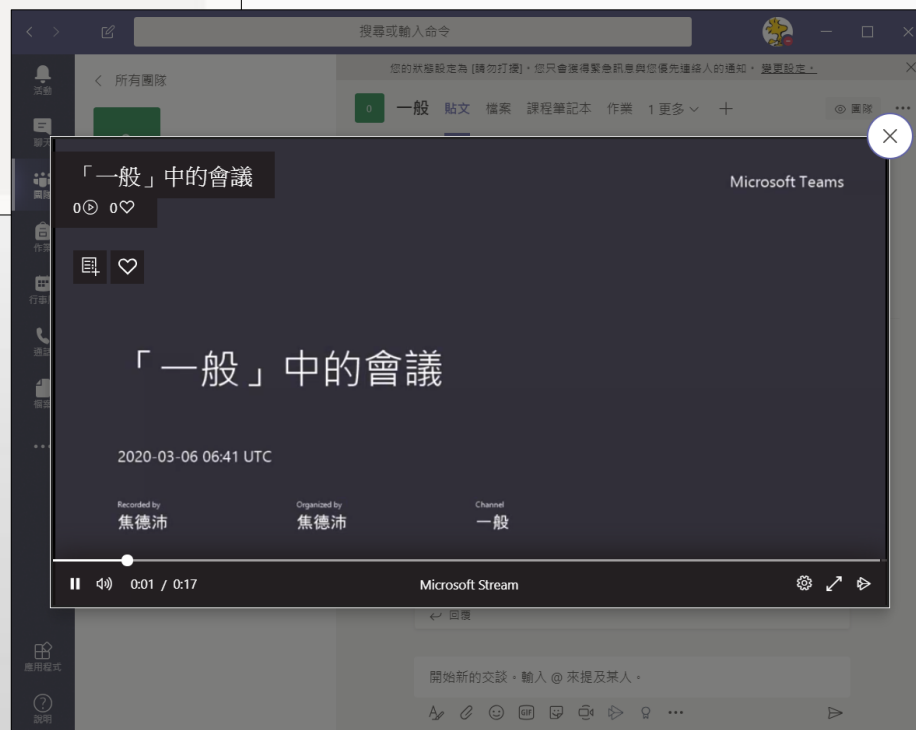 搜尋或輸入命令
活動
所有團隊
您的狀態設定為 [請勿打擾]。您只會獲得緊急訊息與您優先連絡人的通知。 變更設定。
0 一般 貼文 檔案 課程筆記本 作業 1 更多 團隊
聊天
團隊
作業
行事
通話
檔案
「一般」中的會議
0 0
Microsoft Teams
「一般」中的會議
2020-03-06 06:41 UTC
Recorded by
焦德沛
Organized by
焦德沛
Channel
一般
0:01 / 0:17
Microsoft Stream
回覆
開始新的交談。輸入 @ 來提及某人。
GIF
應用程式
說明